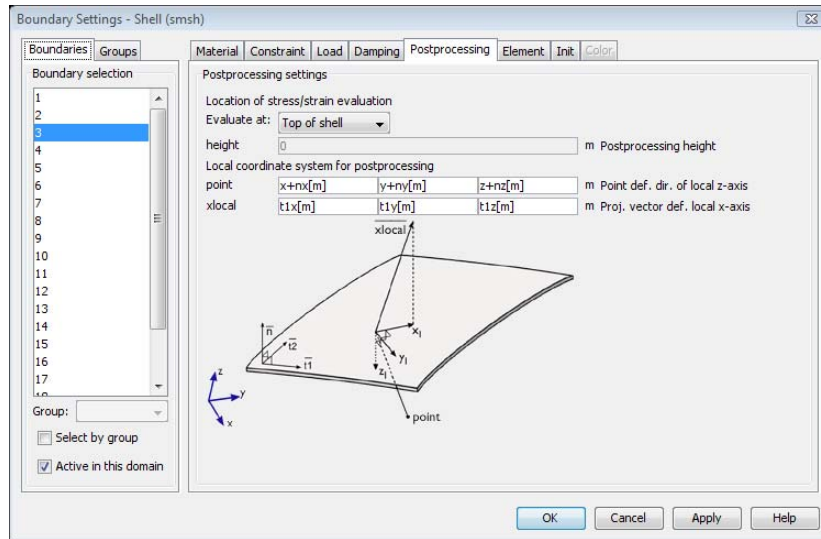 Boundary Settings - Shell (smsh)
Boundaries Groups
Boundary selection
1
2
3
4
5
6
7
8
9
10
11
12
13
14
15
16
17
18
Group:
Select by group
Active in this domain
Material Constraint Load Damping Postprocessing Element Init Color
Postprocessing settings
Location of stress/strain evaluation
Evaluate at: Top of shell
height 0 m Postprocessing height
Local coordinate system for postprocessing
point x+nx[m] y+ny[m] z+nz[m] m Point def. dir. of local z-axis
xlocal t1x[m] t1y[m] t1z[m] m Proj. vector def. local x-axis
xlocal
n
t2
t1
xl
yl
zl
point
z
y
x
OK Cancel Apply Help